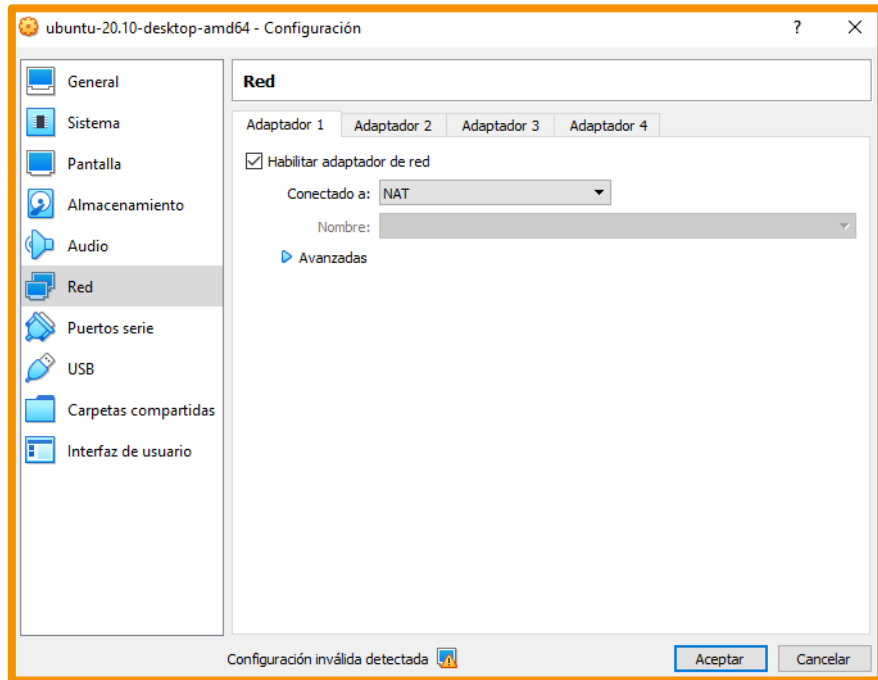 ubuntu-20.10-desktop-amd64 - Configuración ? ×
General
Sistema
Pantalla
Almacenamiento
Audio
Red
Puertos serie
USB
Carpetas compartidas
Interfaz de usuario
Red
Adaptador 1 Adaptador 2 Adaptador 3 Adaptador 4
Habilitar adaptador de red
Conectado a: NAT
Nombre:
Avanzadas
Configuración inválida detectada
Aceptar Cancelar